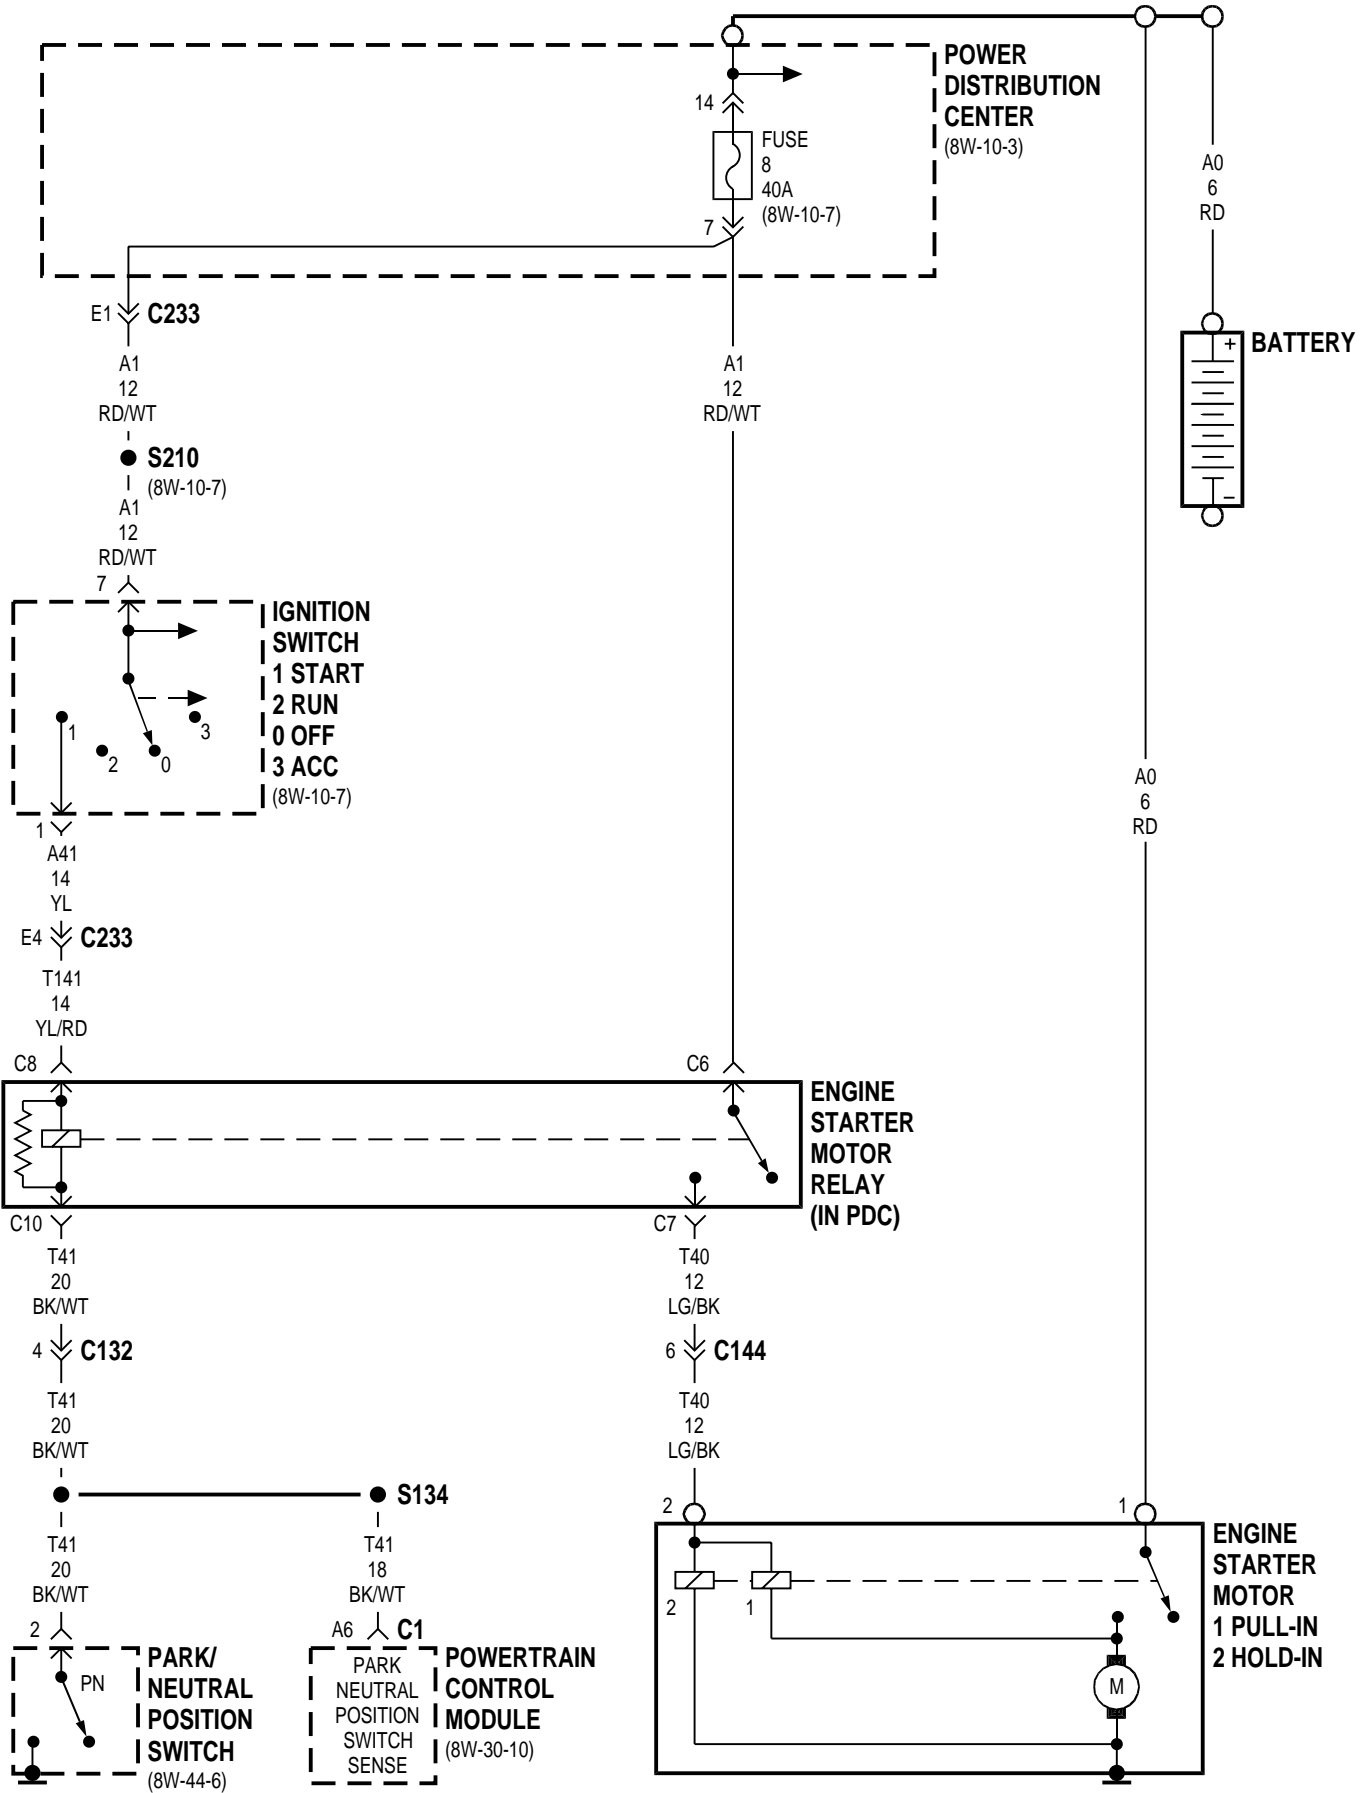 POWER
DISTRIBUTION
CENTER
(8W-10-3)
14
FUSE
8
40A
(8W-10-7)
7
A0
6
RD
E1
C233
A1
12
RD/WT
A1
12
RD/WT
+
BATTERY
−
S210
(8W-10-7)
A1
12
RD/WT
7
IGNITION
SWITCH
1 START
2 RUN
0 OFF
3 ACC
(8W-10-7)
1
2
0
3
A0
6
RD
1
A41
14
YL
E4
C233
T141
14
YL/RD
C8
C6
ENGINE
STARTER
MOTOR
RELAY
(IN PDC)
C10
C7
T41
20
BK/WT
T40
12
LG/BK
4
C132
6
C144
T41
20
BK/WT
T40
12
LG/BK
S134
2
1
T41
20
BK/WT
T41
18
BK/WT
ENGINE
STARTER
MOTOR
1 PULL-IN
2 HOLD-IN
2
1
M
2
A6
C1
PN
PARK/
NEUTRAL
POSITION
SWITCH
(8W-44-6)
PARK
NEUTRAL
POSITION
SWITCH
SENSE
POWERTRAIN
CONTROL
MODULE
(8W-30-10)